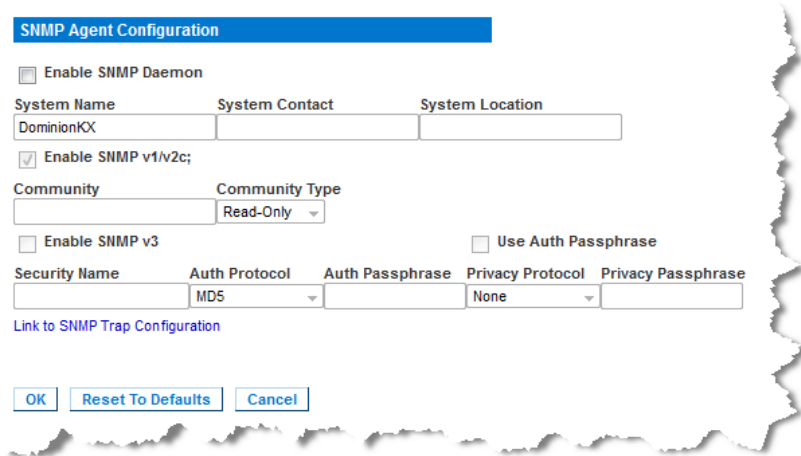 SNMP Agent Configuration
Enable SNMP Daemon
System Name System Contact System Location
DominionKX
Enable SNMP v1/v2c;
Community Community Type
Read-Only
Enable SNMP v3 Use Auth Passphrase
Security Name Auth Protocol Auth Passphrase Privacy Protocol Privacy Passphrase
MD5 None
Link to SNMP Trap Configuration
OK Reset To Defaults Cancel